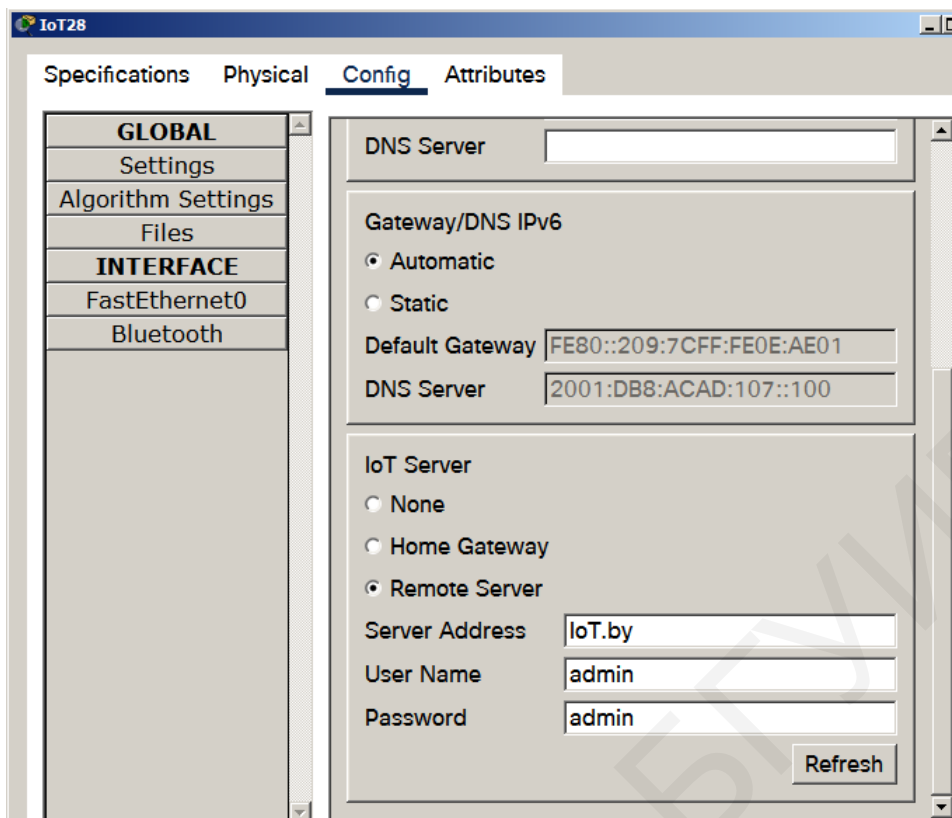 IoT28
Specifications Physical Config Attributes
GLOBAL
Settings
Algorithm Settings
Files
INTERFACE
FastEthernet0
Bluetooth
DNS Server
Gateway/DNS IPv6
Automatic
Static
Default Gateway FE80::209:7CFF:FE0E:AE01
DNS Server 2001:DB8:ACAD:107::100
IoT Server
None
Home Gateway
Remote Server
Server Address IoT.by
User Name admin
Password admin
Refresh